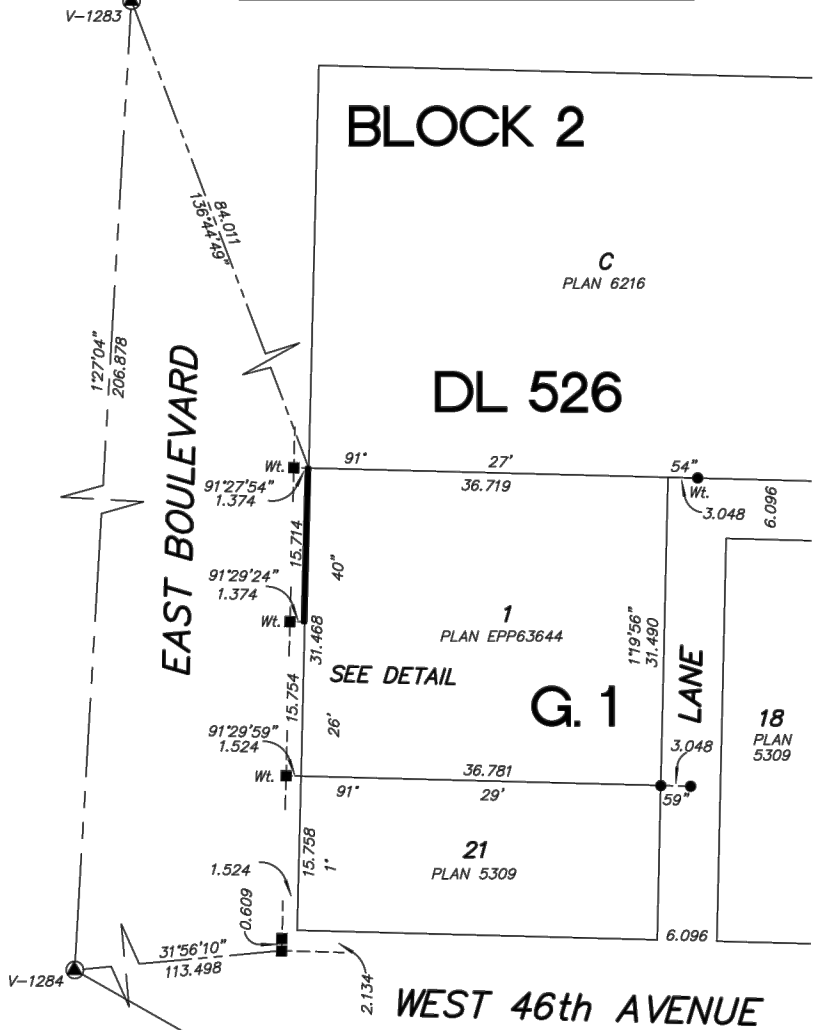 V-1283
BLOCK 2
84.011
136°44'49"
C
PLAN 6216
1°27'04"
206.878
DL 526
EAST BOULEVARD
Wt.
91° 27' 54"
36.719
Wt.
3.048
6.096
91°27'54"
1.374
15.714
40"
91°29'24"
1.374
Wt.
31.468
1
PLAN EPP63644
1°19'56"
31.490
SEE DETAIL
LANE
G. 1
15.754
26'
18
PLAN
5309
91°29'59"
1.524
Wt.
36.781
3.048
91° 29' 59"
15.758
1°
21
PLAN 5309
1.524
0.609
6.096
31°56'10"
113.498
2.134
V-1284
WEST 46th AVENUE